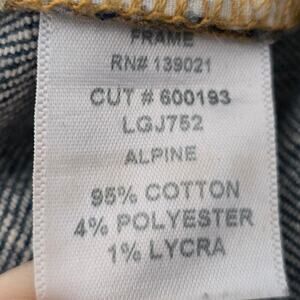 FRAME
RN# 139021
CUT # 600193
LGJ752
ALPINE
95% COTTON
4% POLYESTER
1% LYCRA